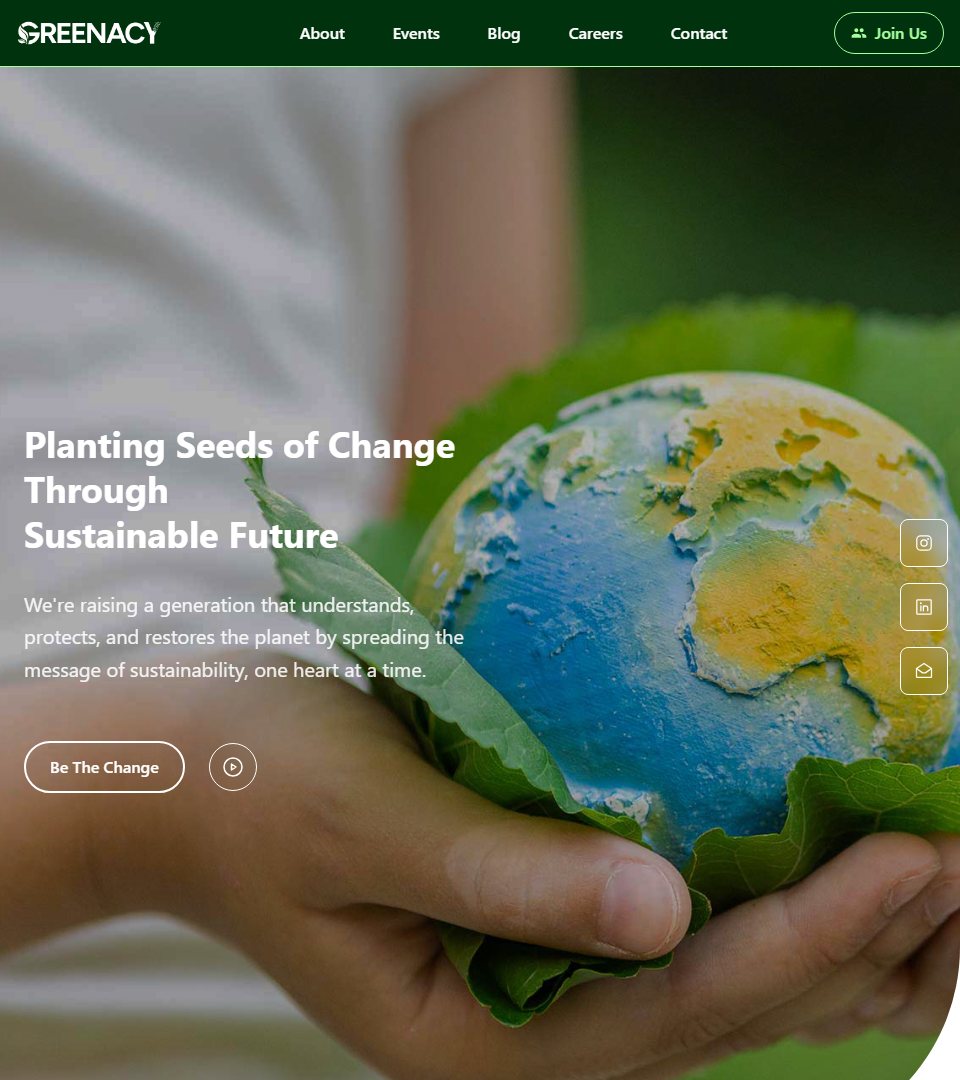 GREENACY
About
Events
Blog
Careers
Contact
Join Us
Planting Seeds of Change
Through
Sustainable Future
We're raising a generation that understands,
protects, and restores the planet by spreading the
message of sustainability, one heart at a time.
Be The Change